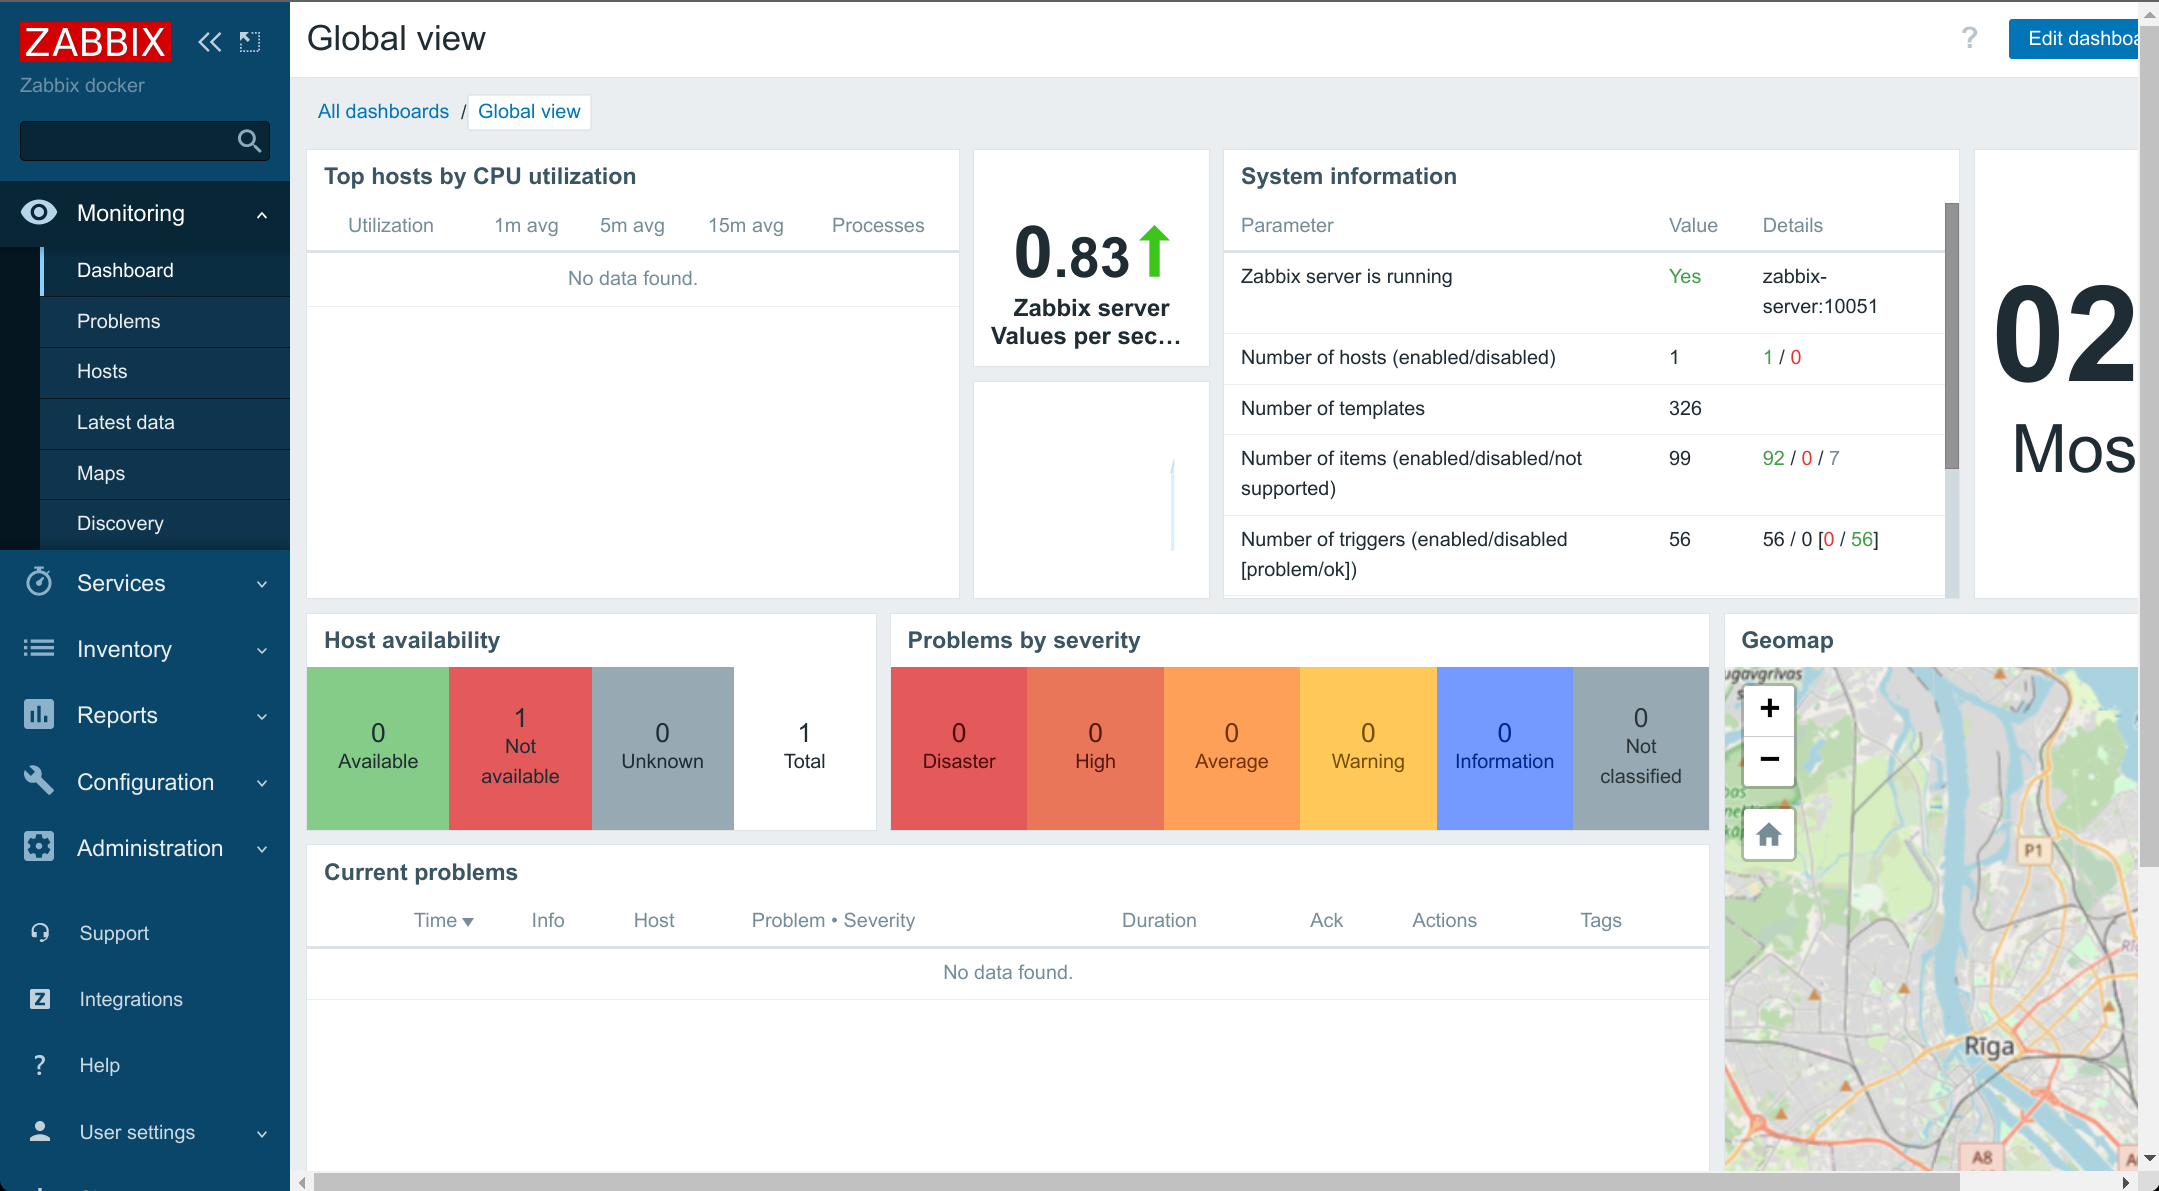 ZABBIX
Zabbix docker
Monitoring
Dashboard
Problems
Hosts
Latest data
Maps
Discovery
Services
Inventory
Reports
Configuration
Administration
Support
Integrations
Help
User settings
Global view
?
Edit dashboa
All dashboards / Global view
Top hosts by CPU utilization
Utilization 1m avg 5m avg 15m avg Processes
No data found.
0.83
Zabbix server
Values per sec...
System information
Parameter Value Details
Zabbix server is running Yes zabbix-
server:10051
Number of hosts (enabled/disabled) 1 1 / 0
Number of templates 326
Number of items (enabled/disabled/not 99 92 / 0 / 7
supported)
Number of triggers (enabled/disabled 56 56 / 0 [0 / 56]
[problem/ok])
02
Mos
Host availability
0
Available
1
Not
available
0
Unknown
1
Total
Problems by severity
0
Disaster
0
High
0
Average
0
Warning
0
Information
0
Not
classified
Geomap
+
−
P1
Rīga
A8
Current problems
Time Info Host Problem • Severity Duration Ack Actions Tags
No data found.